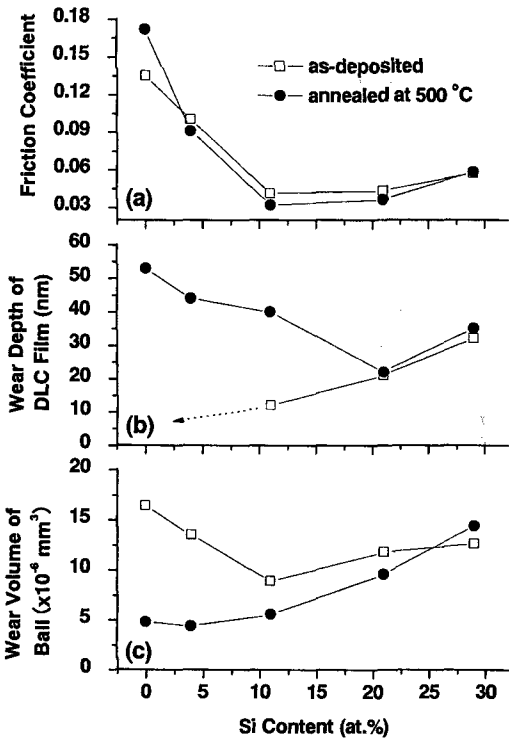 0.18
0.15
0.12
0.09
0.06
0.03
Friction Coefficient
as-deposited
annealed at 500 °C
(a)
60
50
40
30
20
10
0
Wear Depth of
DLC Film (nm)
(b)
20
15
10
5
0
Wear Volume of
Ball (x10⁻⁶ mm³)
(c)
0 5 10 15 20 25 30
Si Content (at.%)